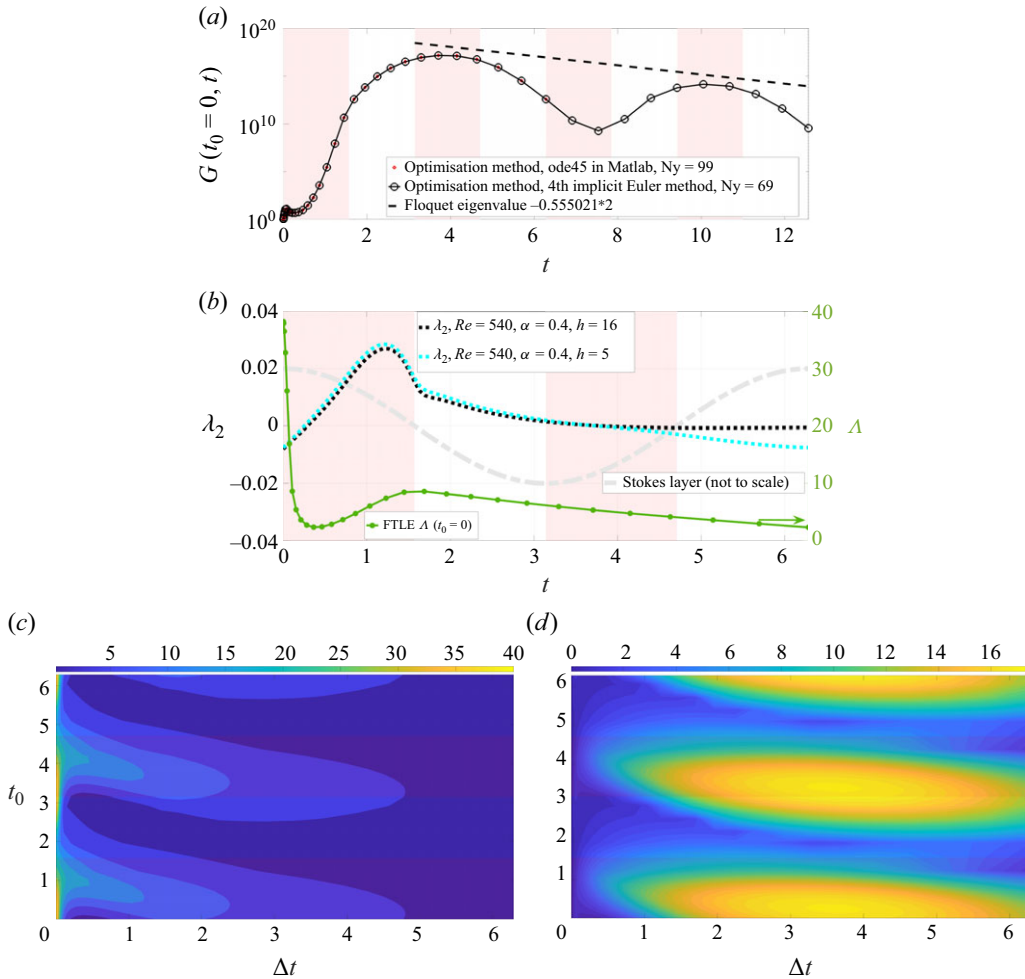 (a)
10^20
10^10
10^0
G (t_0 = 0, t)
Optimisation method, ode45 in Matlab, Ny = 99
Optimisation method, 4th implicit Euler method, Ny = 69
Floquet eigenvalue –0.555021*2
0 2 4 6 8 10 12
t
(b)
0.04
0.02
0
–0.02
–0.04
λ_2
λ_2, Re = 540, α = 0.4, h = 16
λ_2, Re = 540, α = 0.4, h = 5
Stokes layer (not to scale)
FTLE Λ (t_0 = 0)
40
30
20
10
0
Λ
0 1 2 3 4 5 6
t
(c)
5 10 15 20 25 30 35 40
6
5
4
3
2
1
t_0
0 1 2 3 4 5 6
Δt
(d)
0 2 4 6 8 10 12 14 16
6
5
4
3
2
1
0 1 2 3 4 5 6
Δt